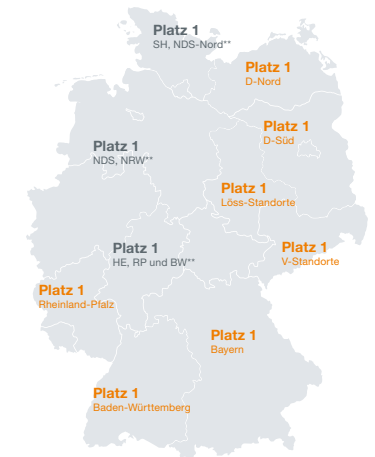 Platz 1
SH, NDS-Nord**
Platz 1
D-Nord
Platz 1
D-Süd
Platz 1
NDS, NRW**
Platz 1
Löss-Standorte
Platz 1
HE, RP und BW**
Platz 1
V-Standorte
Platz 1
Rheinland-Pfalz
Platz 1
Bayern
Platz 1
Baden-Württemberg